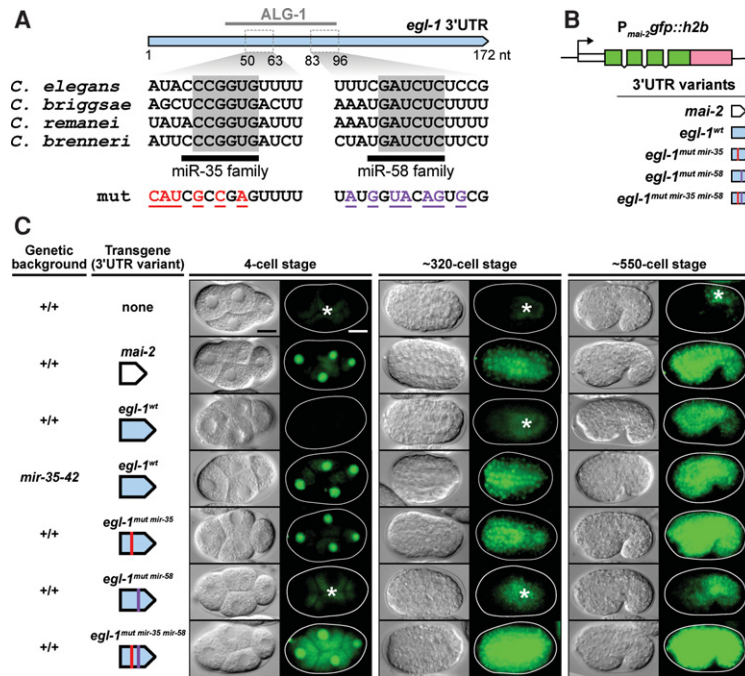 A
ALG-1
egl-1 3'UTR
1
50
63
83
96
172 nt
C. elegans AUACCCGGUGUUUU UUUCGAUCUCUCCG
C. briggsae AGCUCCCGGUGACUU AAAUGAUCUCUUUU
C. remanei UAUACCCGGUGAUUU AAAUGAUCUCUUCU
C. brenneri AUUCCCGGUGAUCU CUAUGAUCUCUUCU
miR-35 family
miR-58 family
mut CAUCGCCGAGUUUU UAUGGUACAGUGCG
B
Pmai-2gfp::h2b
3'UTR variants
mai-2
egl-1wt
egl-1mut mir-35
egl-1mut mir-58
egl-1mut mir-35 mir-58
C
Genetic background
Transgene (3'UTR variant)
4-cell stage
~320-cell stage
~550-cell stage
+/+ none
* * *
+/+ mai-2
+/+ egl-1wt
*
mir-35-42 egl-1wt
+/+ egl-1mut mir-35
+/+ egl-1mut mir-58
* *
+/+ egl-1mut mir-35 mir-58